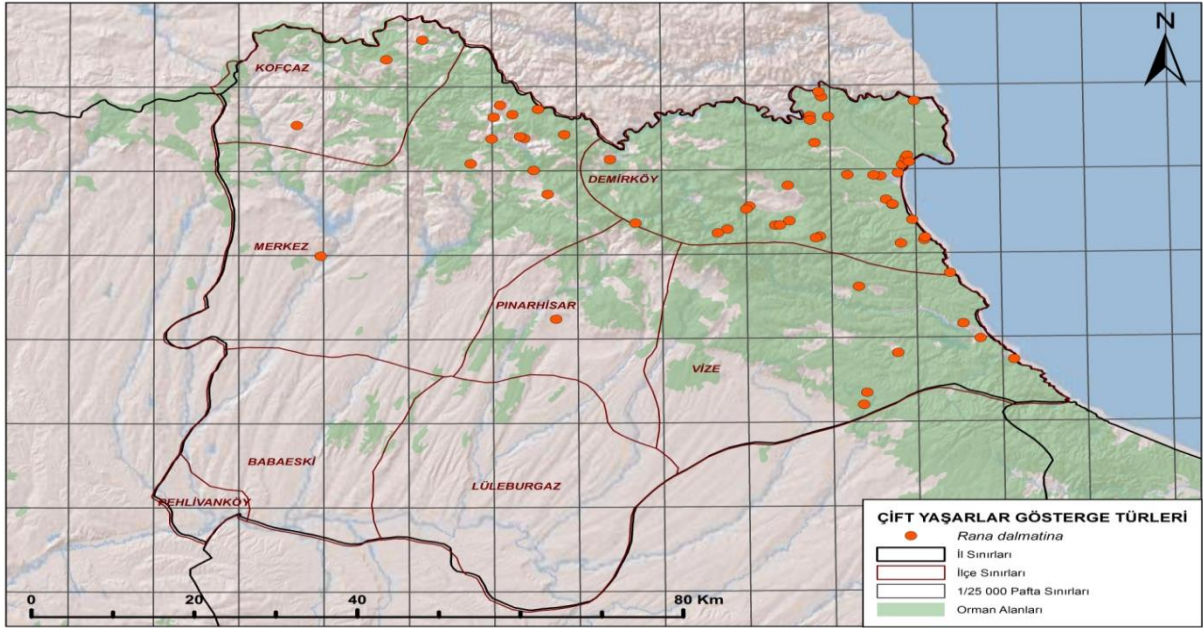 N
KOFÇAZ
DEMİRKÖY
MERKEZ
PINARHİSAR
VİZE
BABAESKİ
LÜLEBURGAZ
PEHLİVANKÖY
ÇİFT YAŞARLAR GÖSTERGE TÜRLERİ
Rana dalmatina
İl Sınırları
İlçe Sınırları
1/25 000 Pafta Sınırları
Orman Alanları
0 40 80 Km